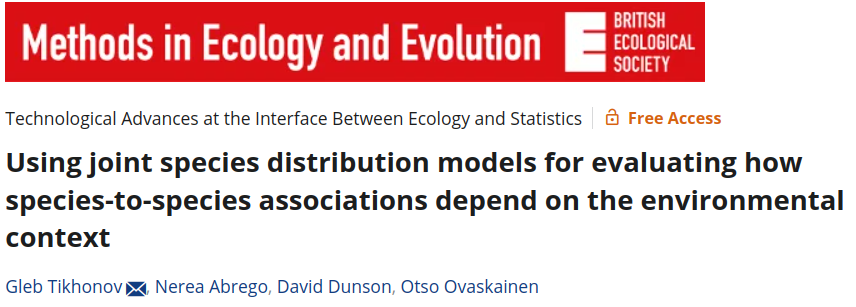 Methods in Ecology and Evolution
BRITISH
ECOLOGICAL
SOCIETY
Technological Advances at the Interface Between Ecology and Statistics
Free Access
Using joint species distribution models for evaluating how
species-to-species associations depend on the environmental
context
Gleb Tikhonov, Nerea Abrego, David Dunson, Otso Ovaskainen